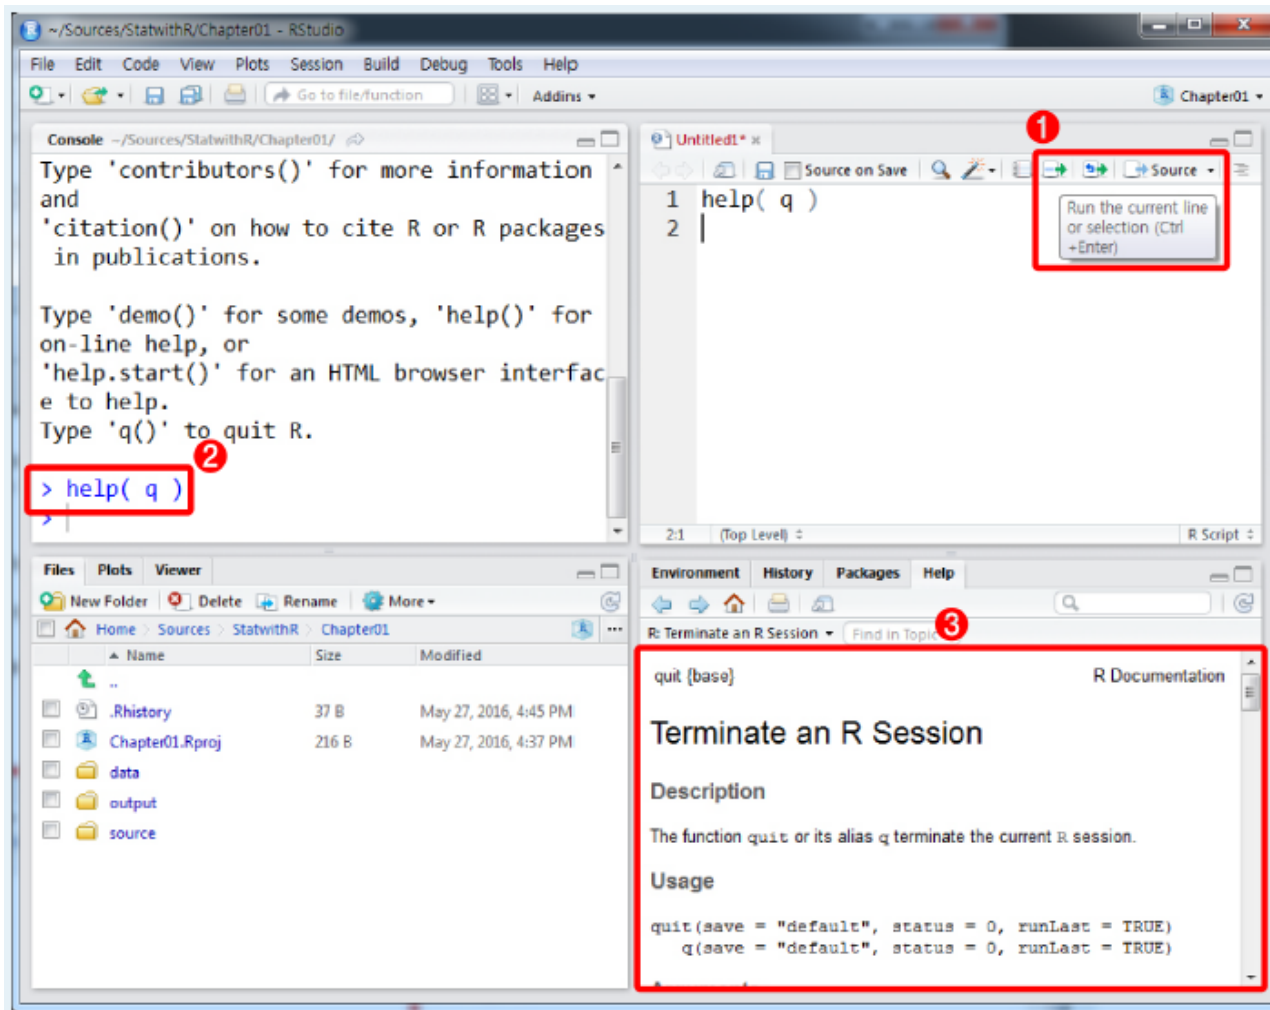 ~/Sources/StatwithR/Chapter01 - RStudio
File Edit Code View Plots Session Build Debug Tools Help
Go to file/function Addins Chapter01
Console ~/Sources/StatwithR/Chapter01/
Type 'contributors()' for more information
and
'citation()' on how to cite R or R packages
in publications.
Type 'demo()' for some demos, 'help()' for
on-line help, or
'help.start()' for an HTML browser interfac
e to help.
Type 'q()' to quit R.
2
> help( q )
>
1
Untitled1* ×
Source on Save Source
1 help( q )
2
Run the current line
or selection (Ctrl
+Enter)
2:1 (Top Level) R Script
Files Plots Viewer
New Folder Delete Rename More
Home Sources StatwithR Chapter01 ...
Name Size Modified
..
.Rhistory 37 B May 27, 2016, 4:45 PM
Chapter01.Rproj 216 B May 27, 2016, 4:37 PM
data
output
source
Environment History Packages Help
R: Terminate an R Session Find in Topic
3
quit {base} R Documentation
Terminate an R Session
Description
The function quit or its alias q terminate the current R session.
Usage
quit(save = "default", status = 0, runLast = TRUE)
q(save = "default", status = 0, runLast = TRUE)